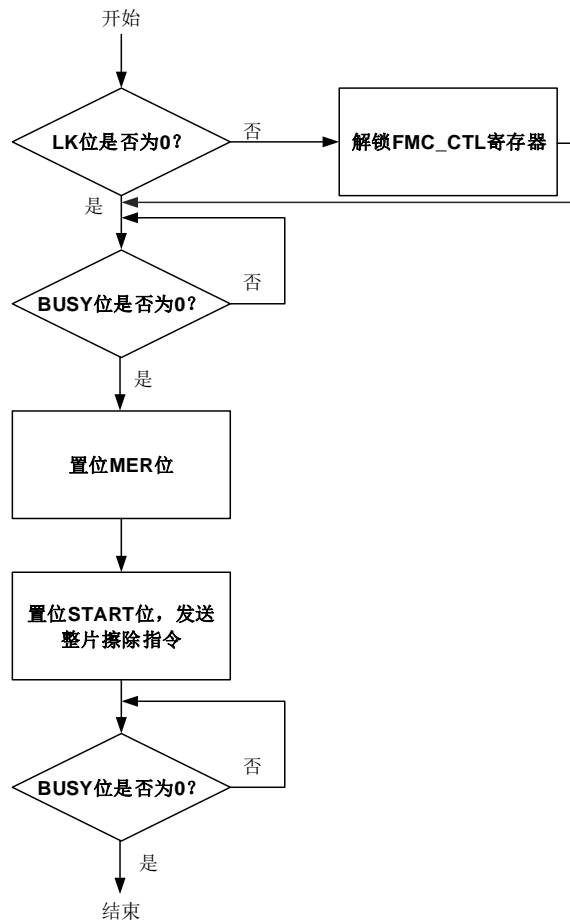 开始
LK位是否为0？
否
解锁FMC_CTL寄存器
是
否
BUSY位是否为0？
是
置位MER位
置位START位，发送
整片擦除指令
BUSY位是否为0？
否
是
结束